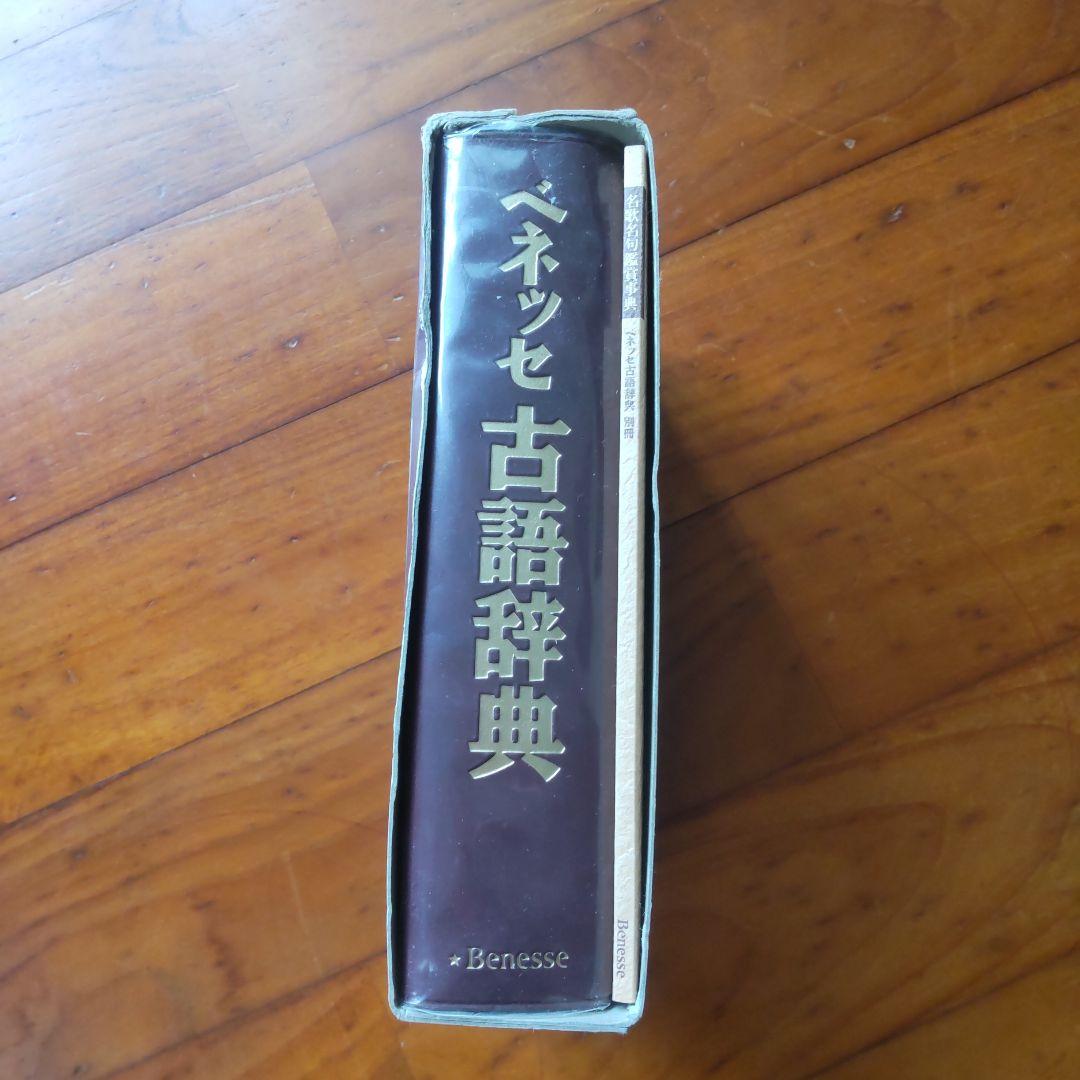 ベネッセ
古語辞典
★Benesse
名歌名句鑑賞事典
ベネッセ古語辞典 別冊
Benesse